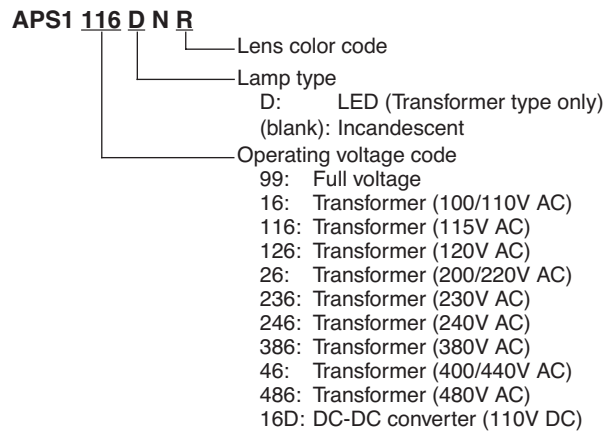 APS1 116 D N R
Lens color code
Lamp type
D: LED (Transformer type only)
(blank): Incandescent
Operating voltage code
99: Full voltage
16: Transformer (100/110V AC)
116: Transformer (115V AC)
126: Transformer (120V AC)
26: Transformer (200/220V AC)
236: Transformer (230V AC)
246: Transformer (240V AC)
386: Transformer (380V AC)
46: Transformer (400/440V AC)
486: Transformer (480V AC)
16D: DC-DC converter (110V DC)